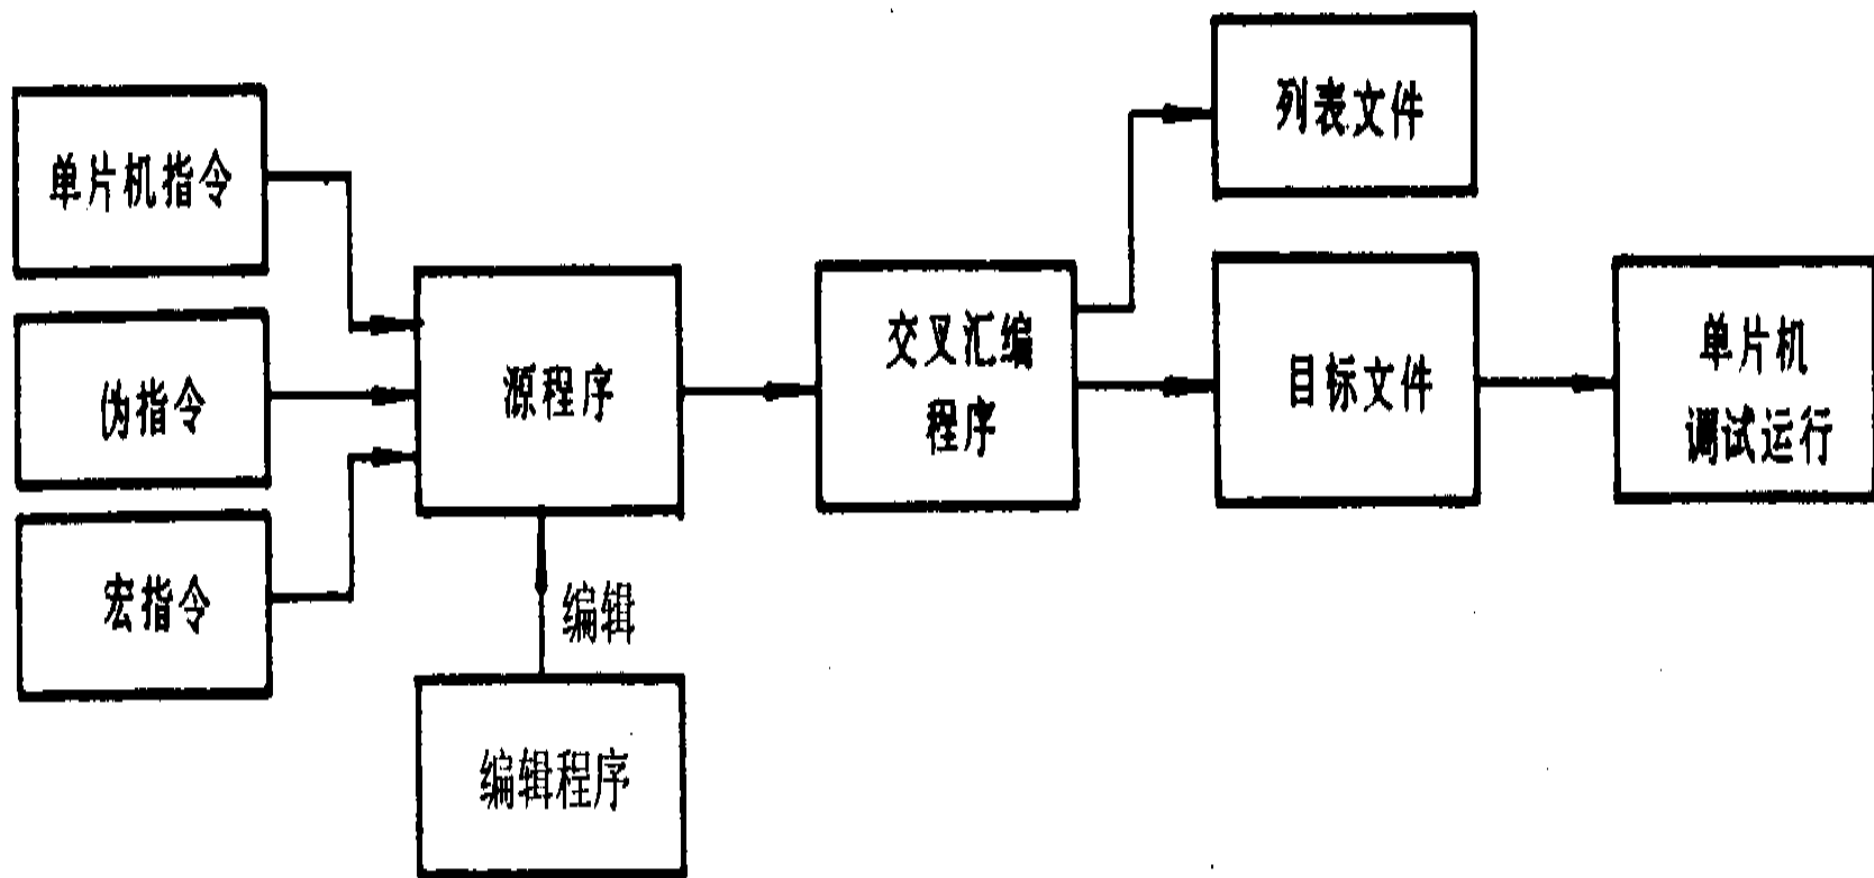 单片机指令
伪指令
宏指令
源程序
编辑
编辑程序
交叉汇编
程序
列表文件
目标文件
单片机
调试运行